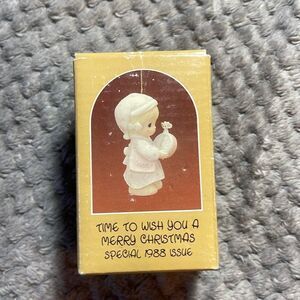 TIME TO WISH YOU A
MERRY CHRISTMAS
SPECIAL 1988 ISSUE